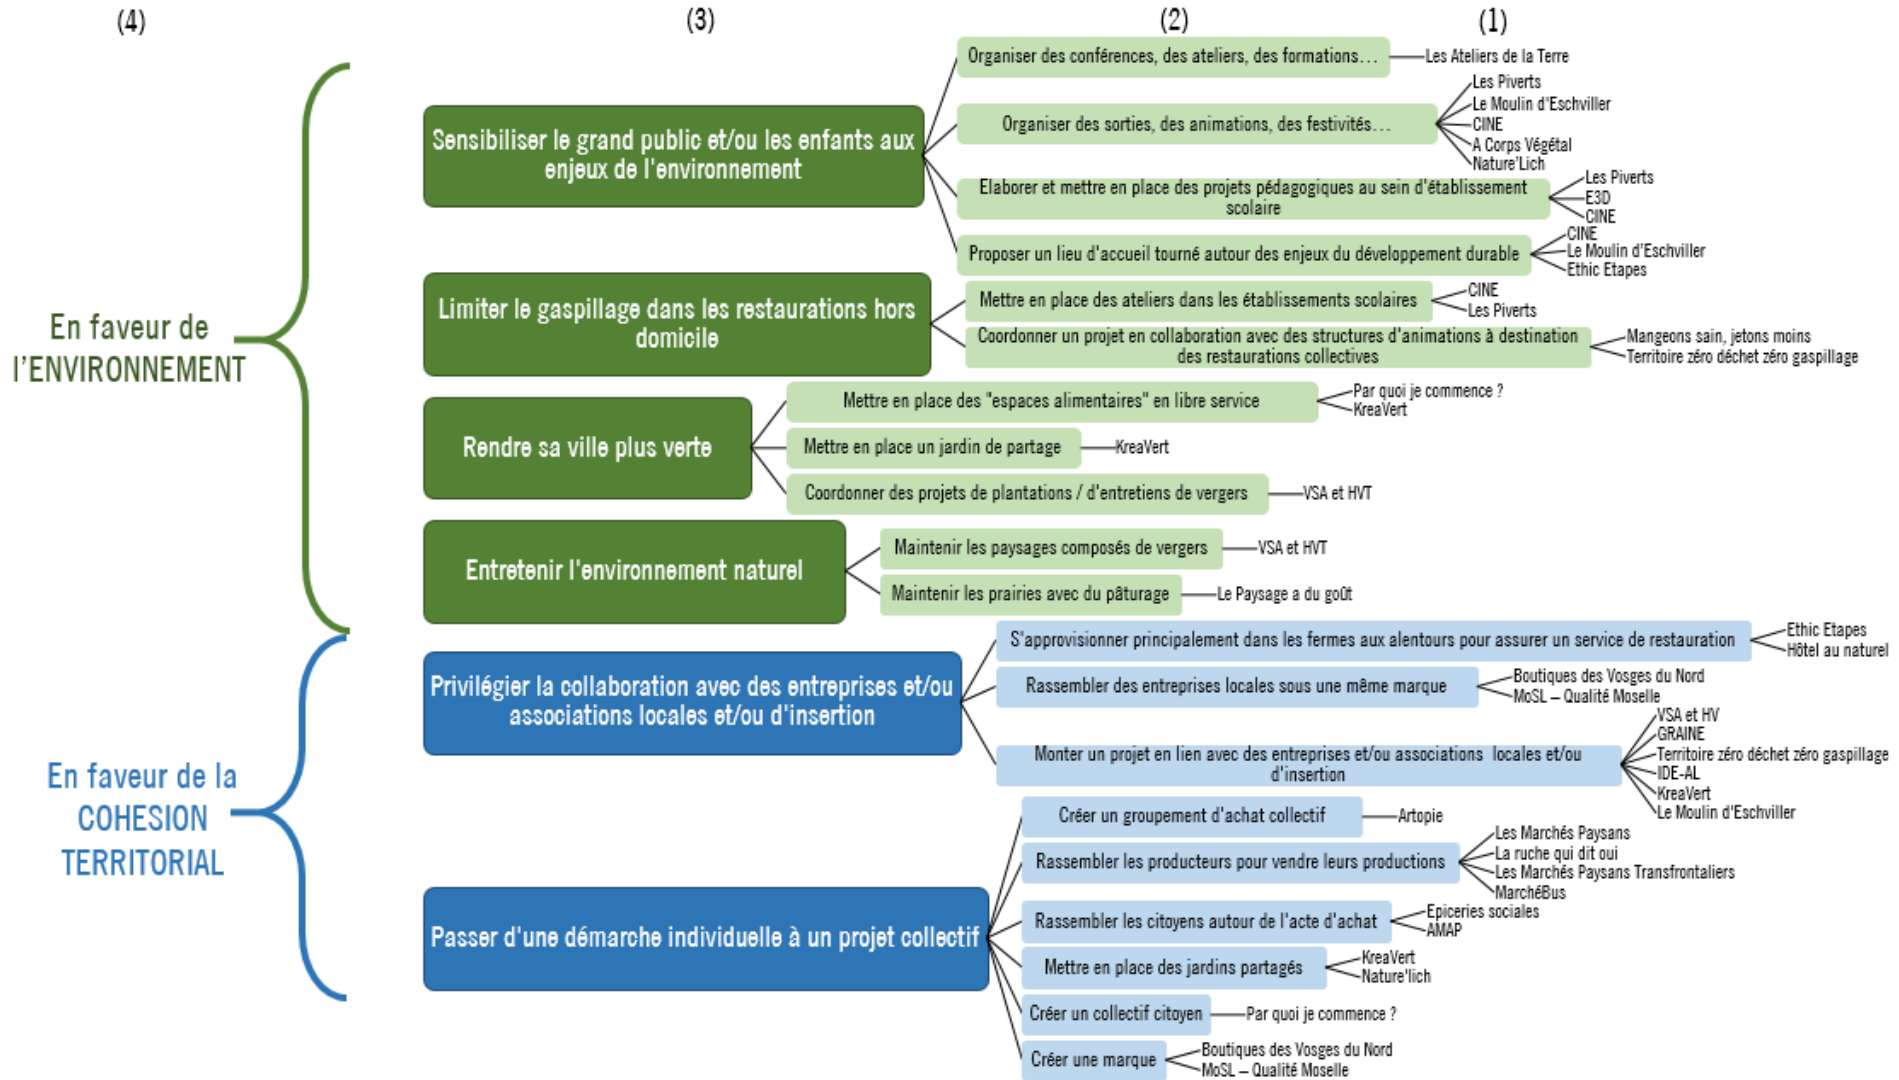 (4)
(3)
(2)
(1)
En faveur de
l'ENVIRONNEMENT
Sensibiliser le grand public et/ou les enfants aux
enjeux de l'environnement
Organiser des conférences, des ateliers, des formations...
Les Ateliers de la Terre
Organiser des sorties, des animations, des festivités...
Les Piverts
Le Moulin d'Eschviller
CINE
A Corps Végétal
Nature'Lich
Elaborer et mettre en place des projets pédagogiques au sein d'établissement
scolaire
Les Piverts
E3D
CINE
Proposer un lieu d'accueil tourné autour des enjeux du développement durable
CINE
Le Moulin d'Eschviller
Ethic Etapes
Limiter le gaspillage dans les restaurations hors
domicile
Mettre en place des ateliers dans les établissements scolaires
CINE
Les Piverts
Coordonner un projet en collaboration avec des structures d'animations à destination
des restaurations collectives
Mangeons sain, jetons moins
Territoire zéro déchet zéro gaspillage
Rendre sa ville plus verte
Mettre en place des "espaces alimentaires" en libre service
Par quoi je commence ?
KreaVert
Mettre en place un jardin de partage
KreaVert
Coordonner des projets de plantations / d'entretiens de vergers
VSA et HVT
Entretenir l'environnement naturel
Maintenir les paysages composés de vergers
VSA et HVT
Maintenir les prairies avec du pâturage
Le Paysage a du goût
En faveur de la
COHESION
TERRITORIAL
Privilégier la collaboration avec des entreprises et/ou
associations locales et/ou d'insertion
S'approvisionner principalement dans les fermes aux alentours pour assurer un service de restauration
Ethic Etapes
Hôtel au naturel
Rassembler des entreprises locales sous une même marque
Boutiques des Vosges du Nord
MoSL – Qualité Moselle
Monter un projet en lien avec des entreprises et/ou associations locales et/ou
d'insertion
VSA et HV
GRAINE
Territoire zéro déchet zéro gaspillage
IDE-AL
KreaVert
Le Moulin d'Eschviller
Passer d'une démarche individuelle à un projet collectif
Créer un groupement d'achat collectif
Artopie
Rassembler les producteurs pour vendre leurs productions
Les Marchés Paysans
La ruche qui dit oui
Les Marchés Paysans Transfrontaliers
MarchéBus
Rassembler les citoyens autour de l'acte d'achat
Epiceries sociales
AMAP
Mettre en place des jardins partagés
KreaVert
Nature'lich
Créer un collectif citoyen
Par quoi je commence ?
Créer une marque
Boutiques des Vosges du Nord
MoSL – Qualité Moselle